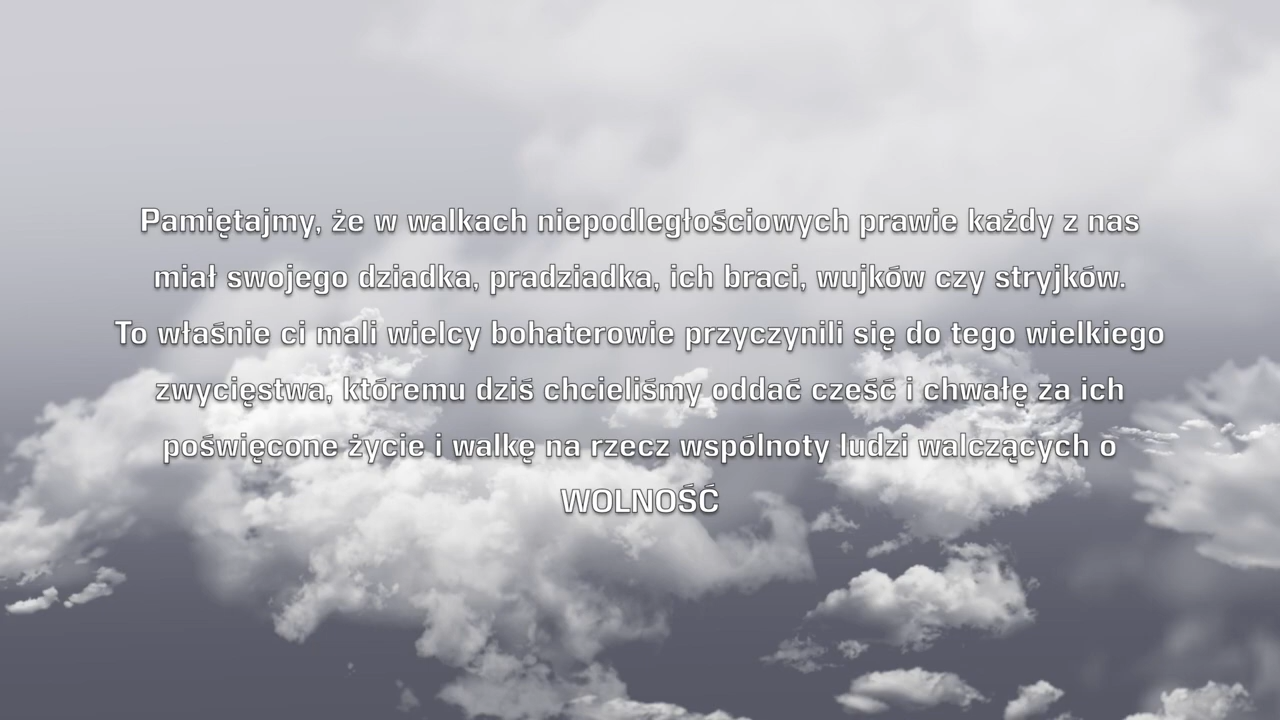 Pamiętajmy, że w walkach niepodległościowych prawie każdy z nas
miał swojego dziadka, pradziadka, ich braci, wujków czy stryjków.
To właśnie ci mali wielcy bohaterowie przyczynili się do tego wielkiego
zwycięstwa, któremu dziś chcieliśmy oddać cześć i chwałę za ich
poświęcone życie i walkę na rzecz wspólnoty ludzi walczących o
WOLNOŚĆ